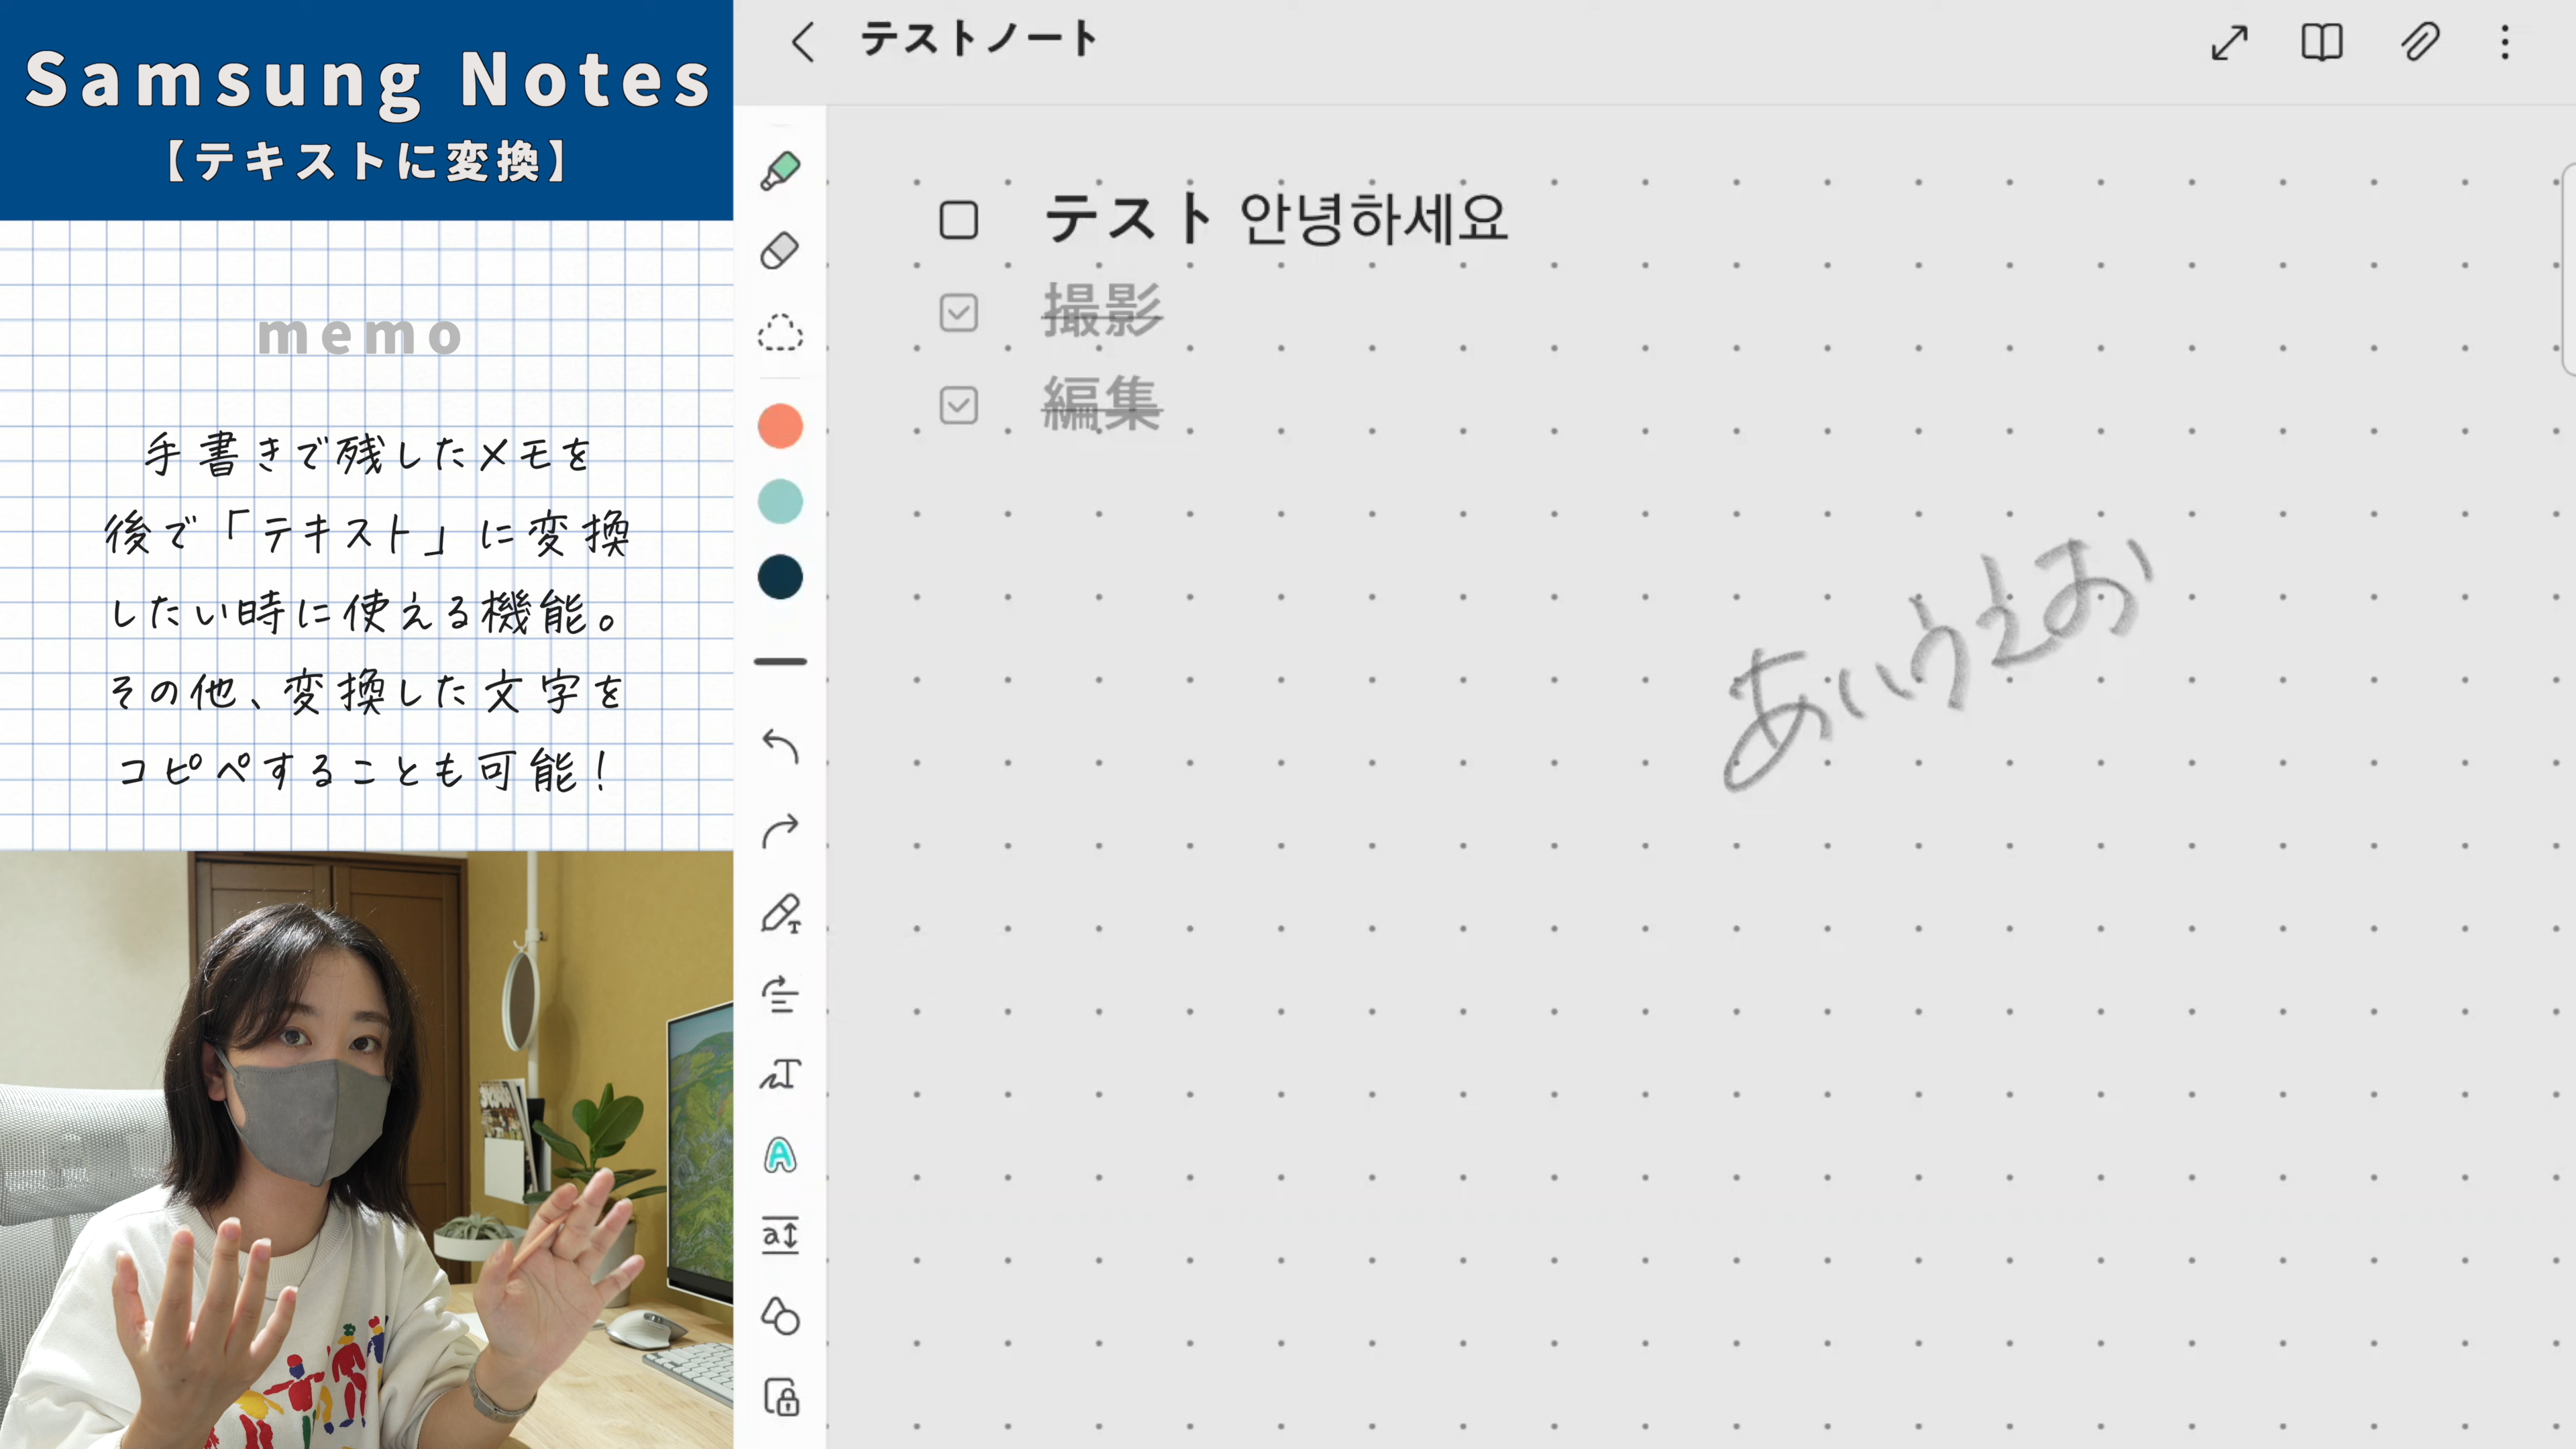 Samsung Notes
【テキストに変換】
memo
手書きで残したメモを
後で「テキスト」に変換
したい時に使える機能。
その他、変換した文字を
コピペすることも可能！
テストノート
テスト 안녕하세요
撮影
編集
あいうえお